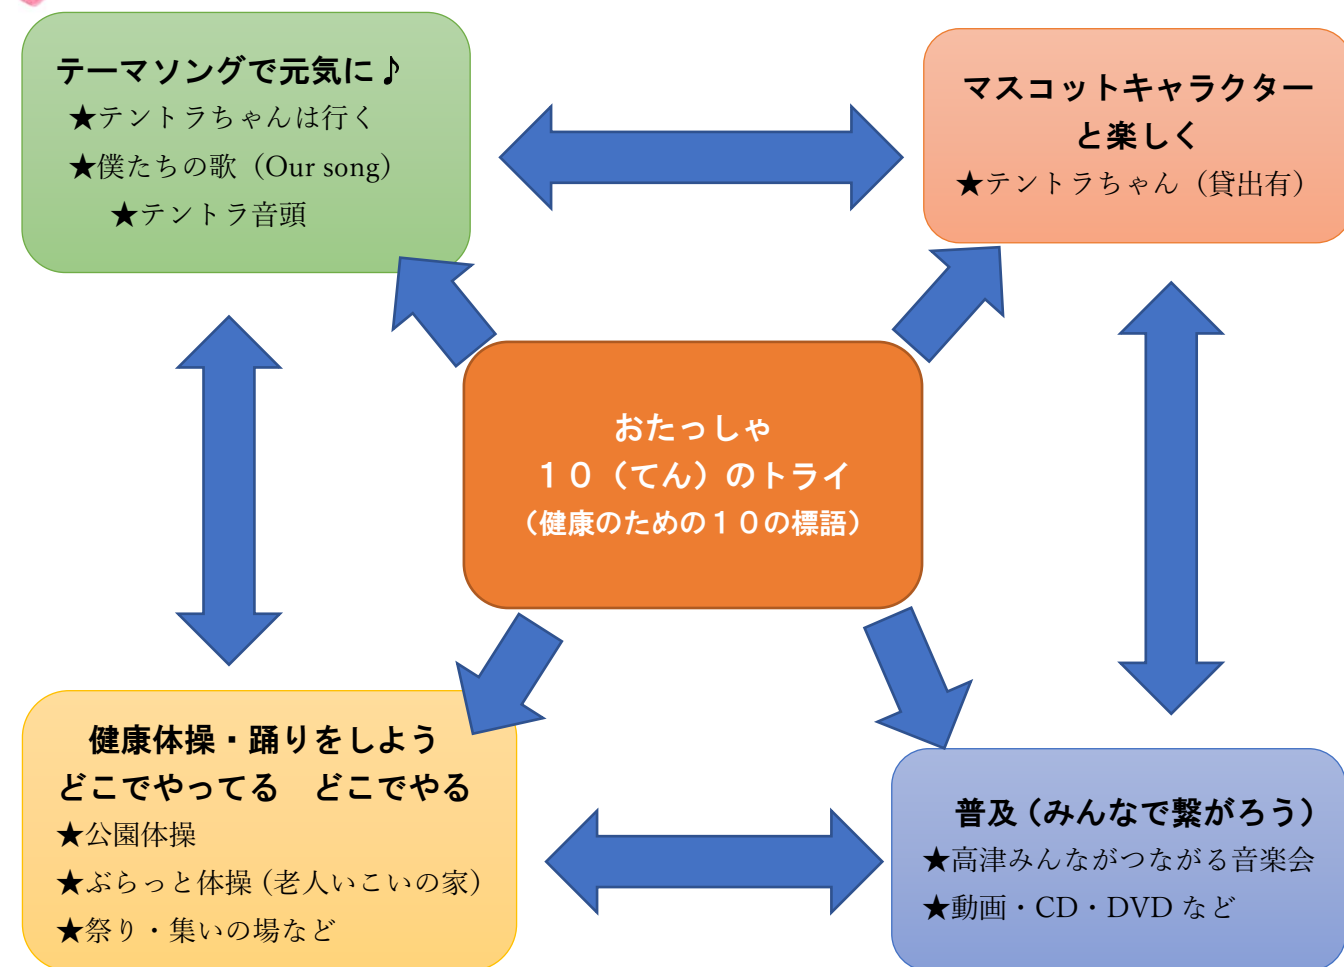 テーマソングで元気に♪
★テントラちゃんは行く
★僕たちの歌（Our song）
★テントラ音頭
マスコットキャラクター
と楽しく
★テントラちゃん（貸出有）
おたっしゃ
１０（てん）のトライ
（健康のための１０の標語）
健康体操・踊りをしよう
どこでやってる　どこでやる
★公園体操
★ぶらっと体操（老人いこいの家）
★祭り・集いの場など
普及（みんなで繋がろう）
★高津みんながつながる音楽会
★動画・CD・DVD など